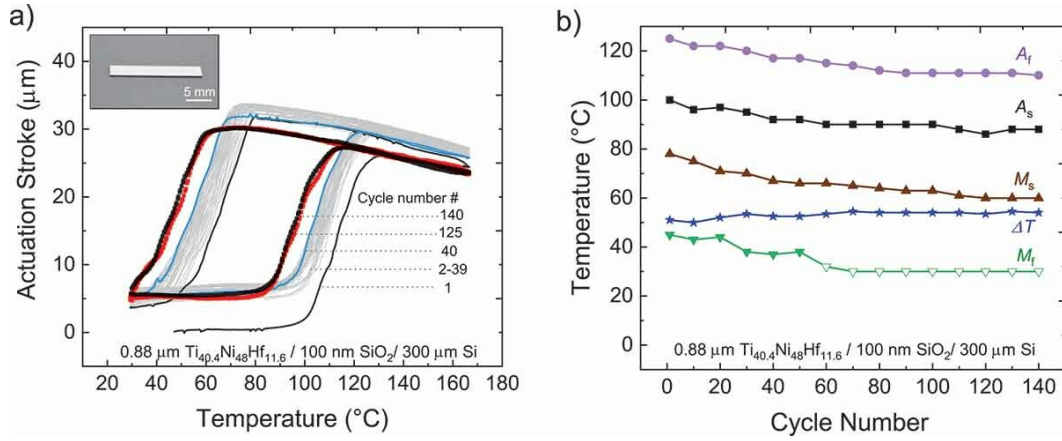 a)
5 mm
Actuation Stroke (μm)
40
30
20
10
0
Cycle number #
140
125
40
2-39
1
0.88 μm Ti40.4Ni48Hf11.6 / 100 nm SiO2/ 300 μm Si
20 40 60 80 100 120 140 160 180
Temperature (°C)
b)
Temperature (°C)
120
100
80
60
40
20
0
Af
As
Ms
ΔT
Mf
0.88 μm Ti40.4Ni48Hf11.6/ 100 nm SiO2/ 300 μm Si
0 20 40 60 80 100 120 140
Cycle Number